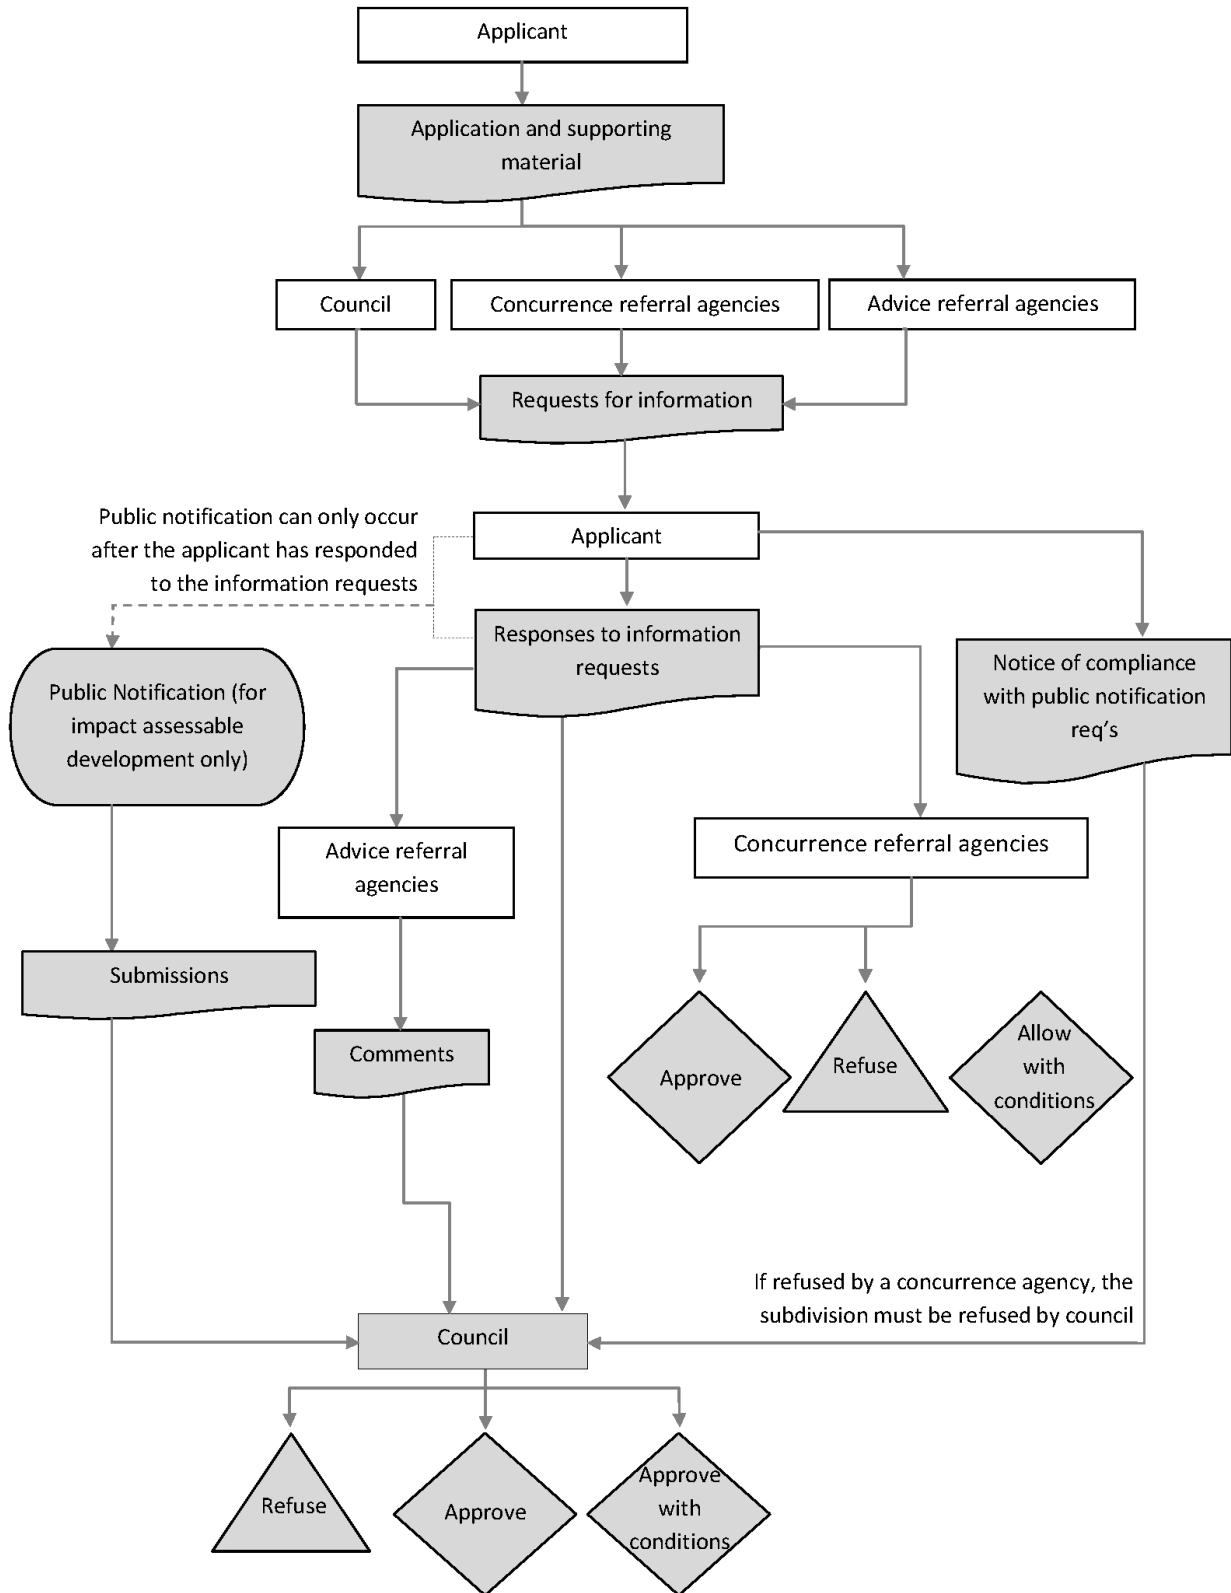 Applicant
Application and supporting
material
Council
Concurrence referral agencies
Advice referral agencies
Requests for information
Public notification can only occur
after the applicant has responded
to the information requests
Applicant
Responses to information
requests
Notice of compliance
with public notification
req's
Public Notification (for
impact assessable
development only)
Advice referral
agencies
Concurrence referral agencies
Submissions
Comments
Approve
Refuse
Allow
with
conditions
If refused by a concurrence agency, the
subdivision must be refused by council
Council
Refuse
Approve
Approve
with
conditions